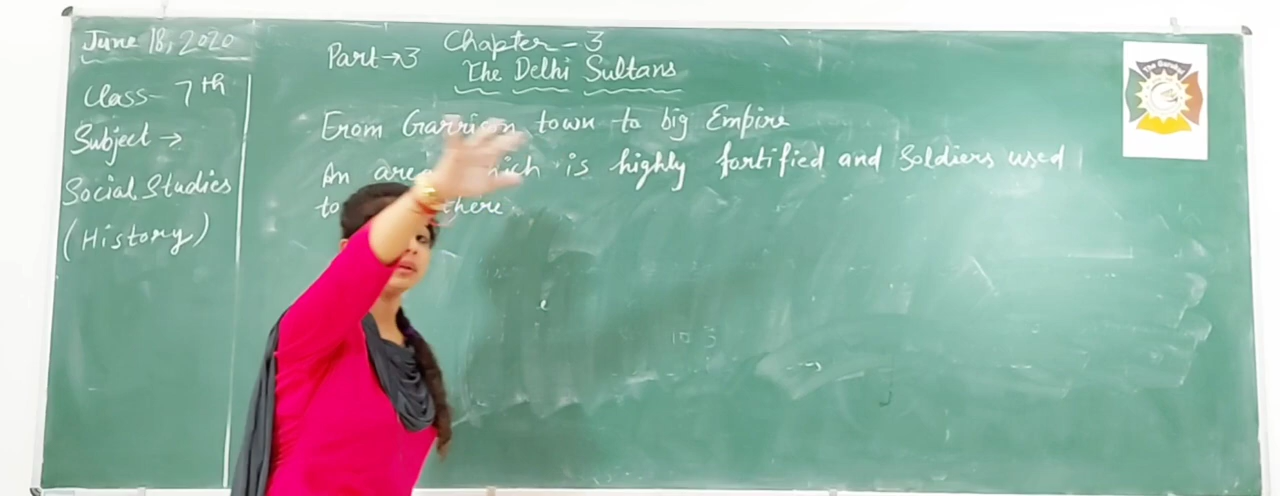 June 18, 2020
Class - 7th
Subject →
Social Studies
(History)
Part → 3
Chapter - 3
The Delhi Sultans
From Garrison town to big Empire
An area is highly fortified and Soldiers used
to there